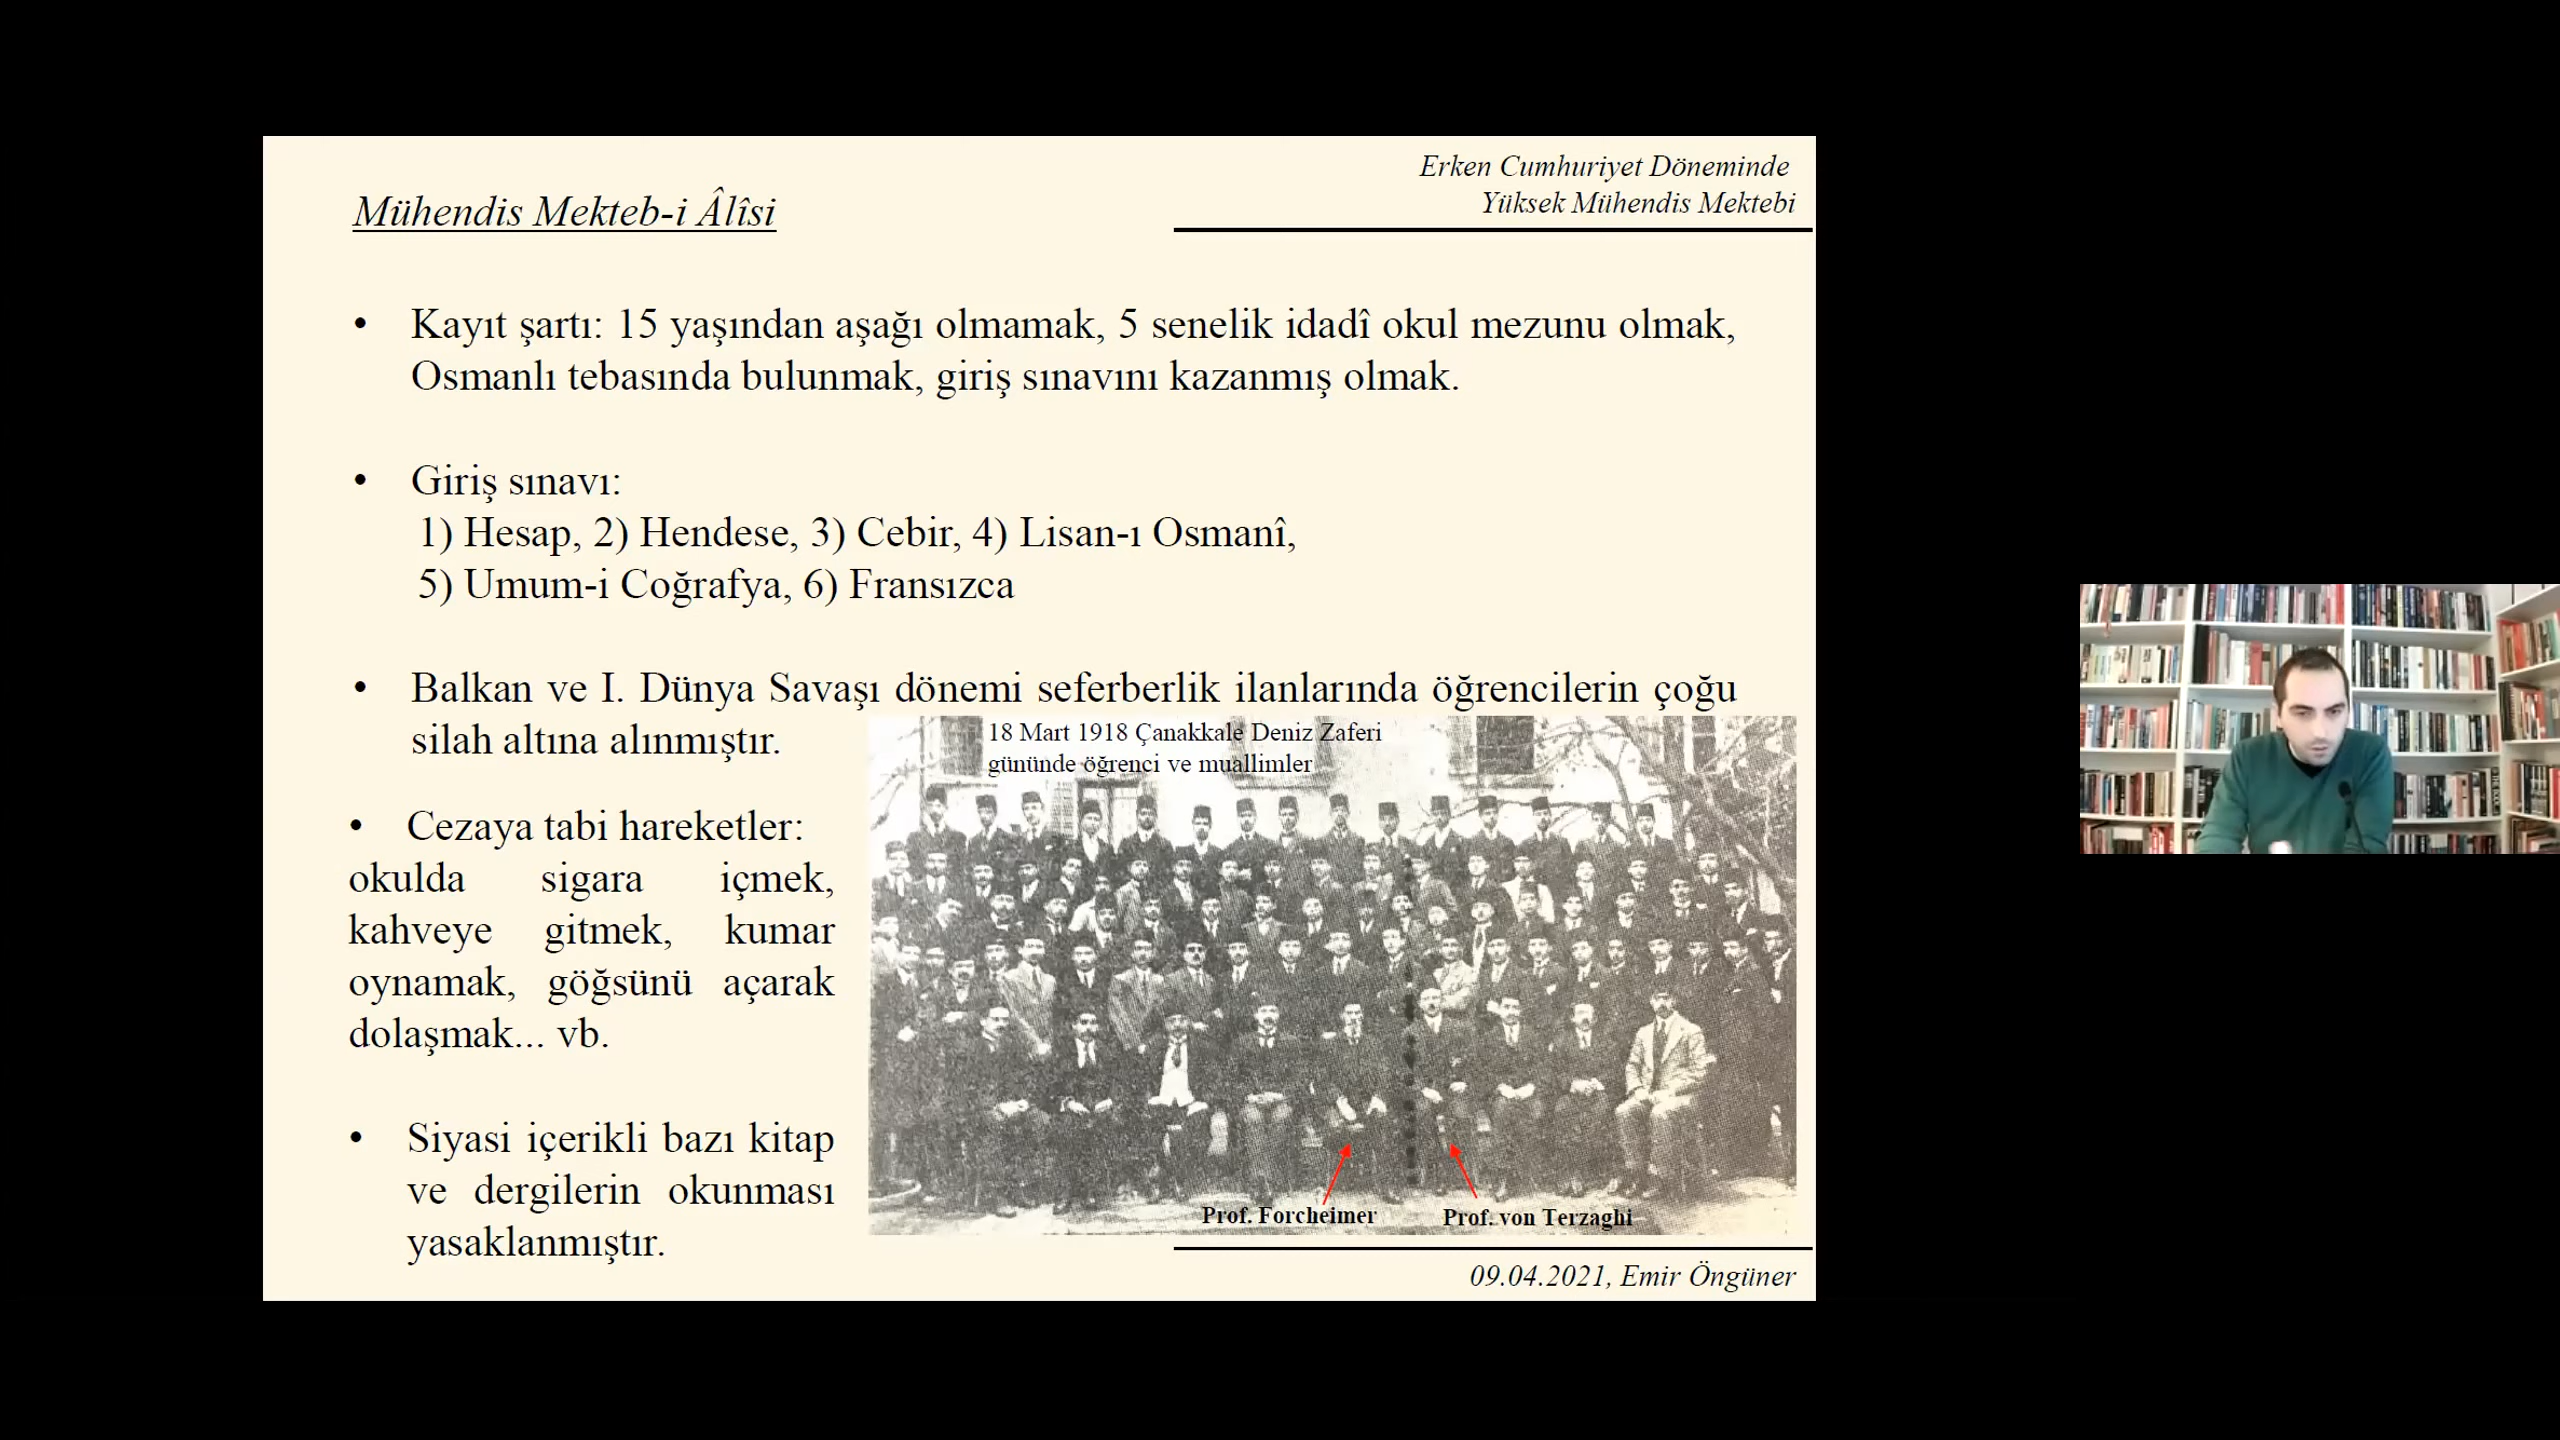 Erken Cumhuriyet Döneminde
Yüksek Mühendis Mektebi
Mühendis Mekteb-i Âlîsi
• Kayıt şartı: 15 yaşından aşağı olmamak, 5 senelik idadî okul mezunu olmak,
Osmanlı tebasında bulunmak, giriş sınavını kazanmış olmak.
• Giriş sınavı:
1) Hesap, 2) Hendese, 3) Cebir, 4) Lisan-ı Osmanî,
5) Umum-i Coğrafya, 6) Fransızca
• Balkan ve I. Dünya Savaşı dönemi seferberlik ilanlarında öğrencilerin çoğu
silah altına alınmıştır.
18 Mart 1918 Çanakkale Deniz Zaferi
gününde öğrenci ve muallimler
• Cezaya tabi hareketler:
okulda sigara içmek,
kahveye gitmek, kumar
oynamak, göğsünü açarak
dolaşmak... vb.
• Siyasi içerikli bazı kitap
ve dergilerin okunması
yasaklanmıştır.
Prof. Forcheimer
Prof. von Terzaghi
09.04.2021, Emir Öngüner